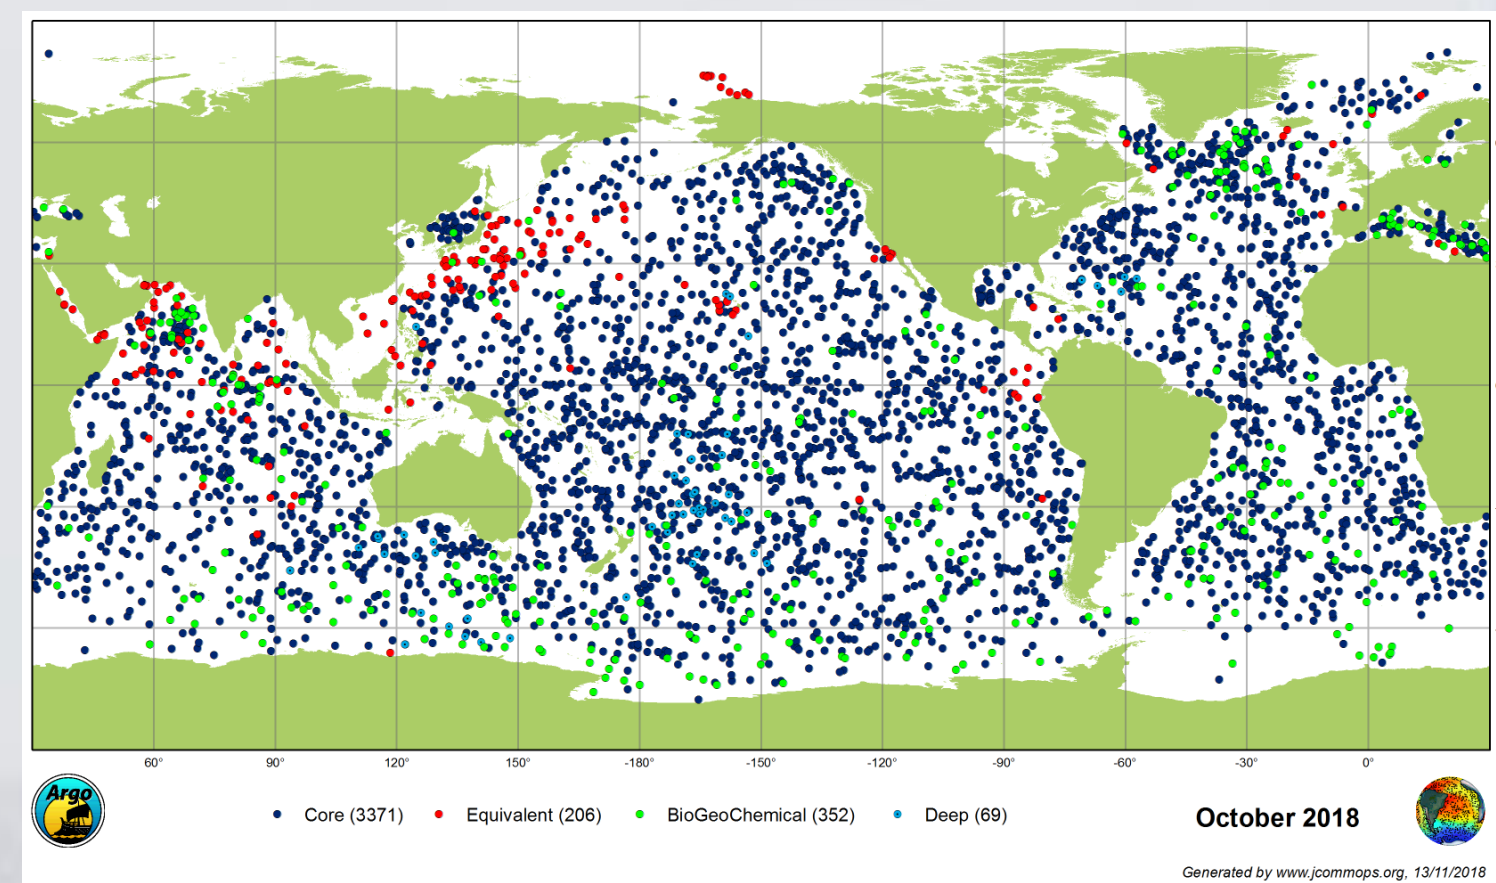 60° 90° 120° 150° -180° -150° -120° -90° -60° -30° 0°
Argo
Core (3371) Equivalent (206) BioGeoChemical (352) Deep (69)
October 2018
Generated by www.jcommops.org, 13/11/2018